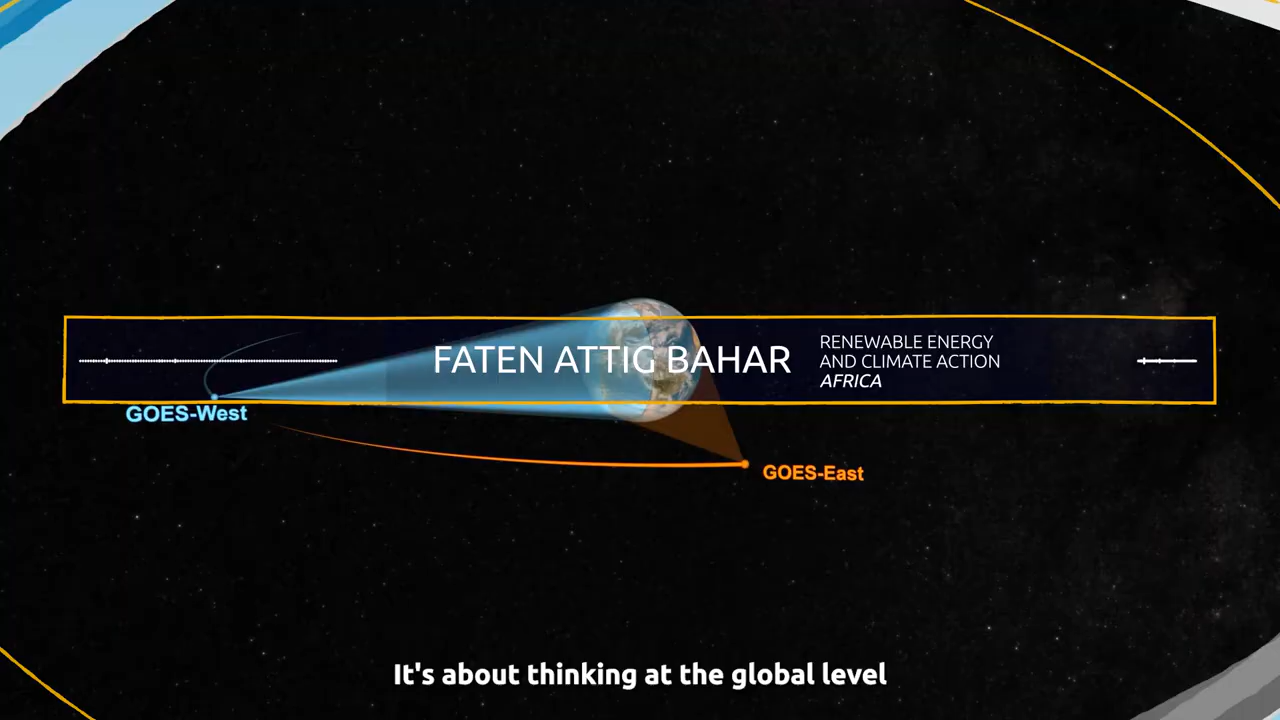 FATEN ATTIG BAHAR
RENEWABLE ENERGY
AND CLIMATE ACTION
AFRICA
GOES-West
GOES-East
It's about thinking at the global level